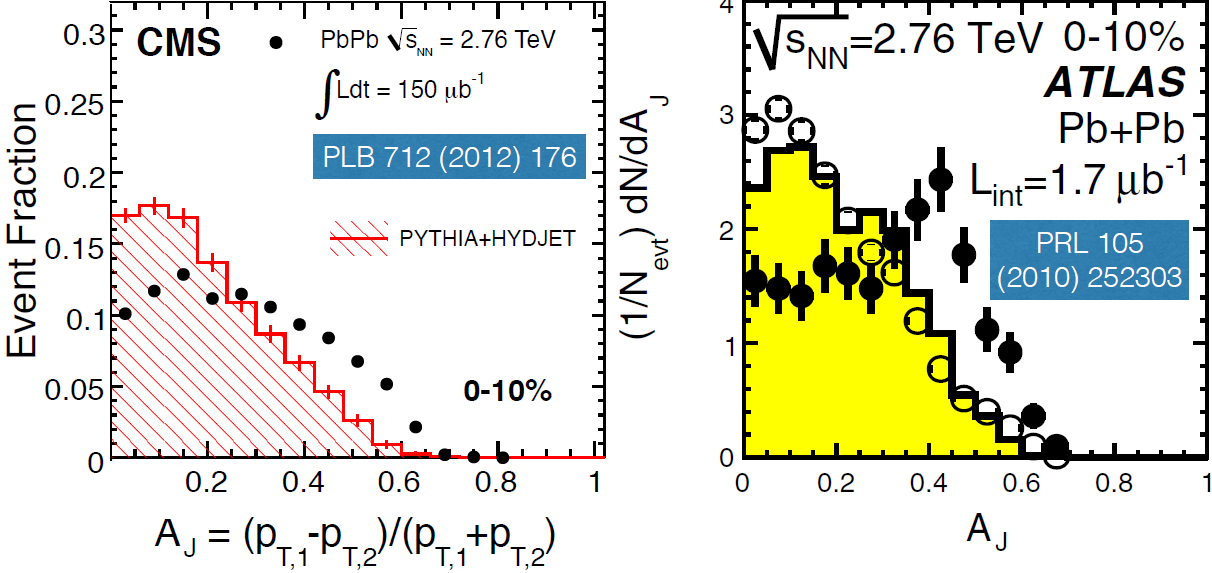 CMS
PbPb √s_NN = 2.76 TeV
∫Ldt = 150 μb⁻¹
PLB 712 (2012) 176
PYTHIA+HYDJET
0-10%
Event Fraction
0.3
0.25
0.2
0.15
0.1
0.05
0
0.2
0.4
0.6
0.8
1
A_J = (p_T,1-p_T,2)/(p_T,1+p_T,2)
√s_NN=2.76 TeV 0-10%
ATLAS
Pb+Pb
L_int=1.7 μb⁻¹
PRL 105
(2010) 252303
(1/N_evt) dN/dA_J
4
3
2
1
0
0
0.2
0.4
0.6
0.8
1
A_J